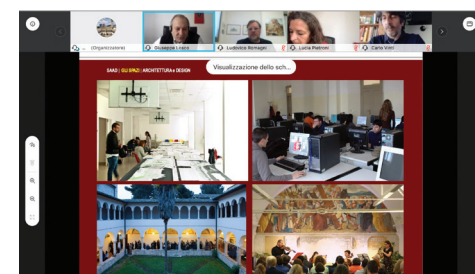 (Organizzatore)
Giuseppe Losco
Ludovico Romagni
Lucia Pietroni
Carlo Vinti
SAAD | GLI SPAZI | ARCHITETTURA e DESIGN
Visualizzazione dello sch...